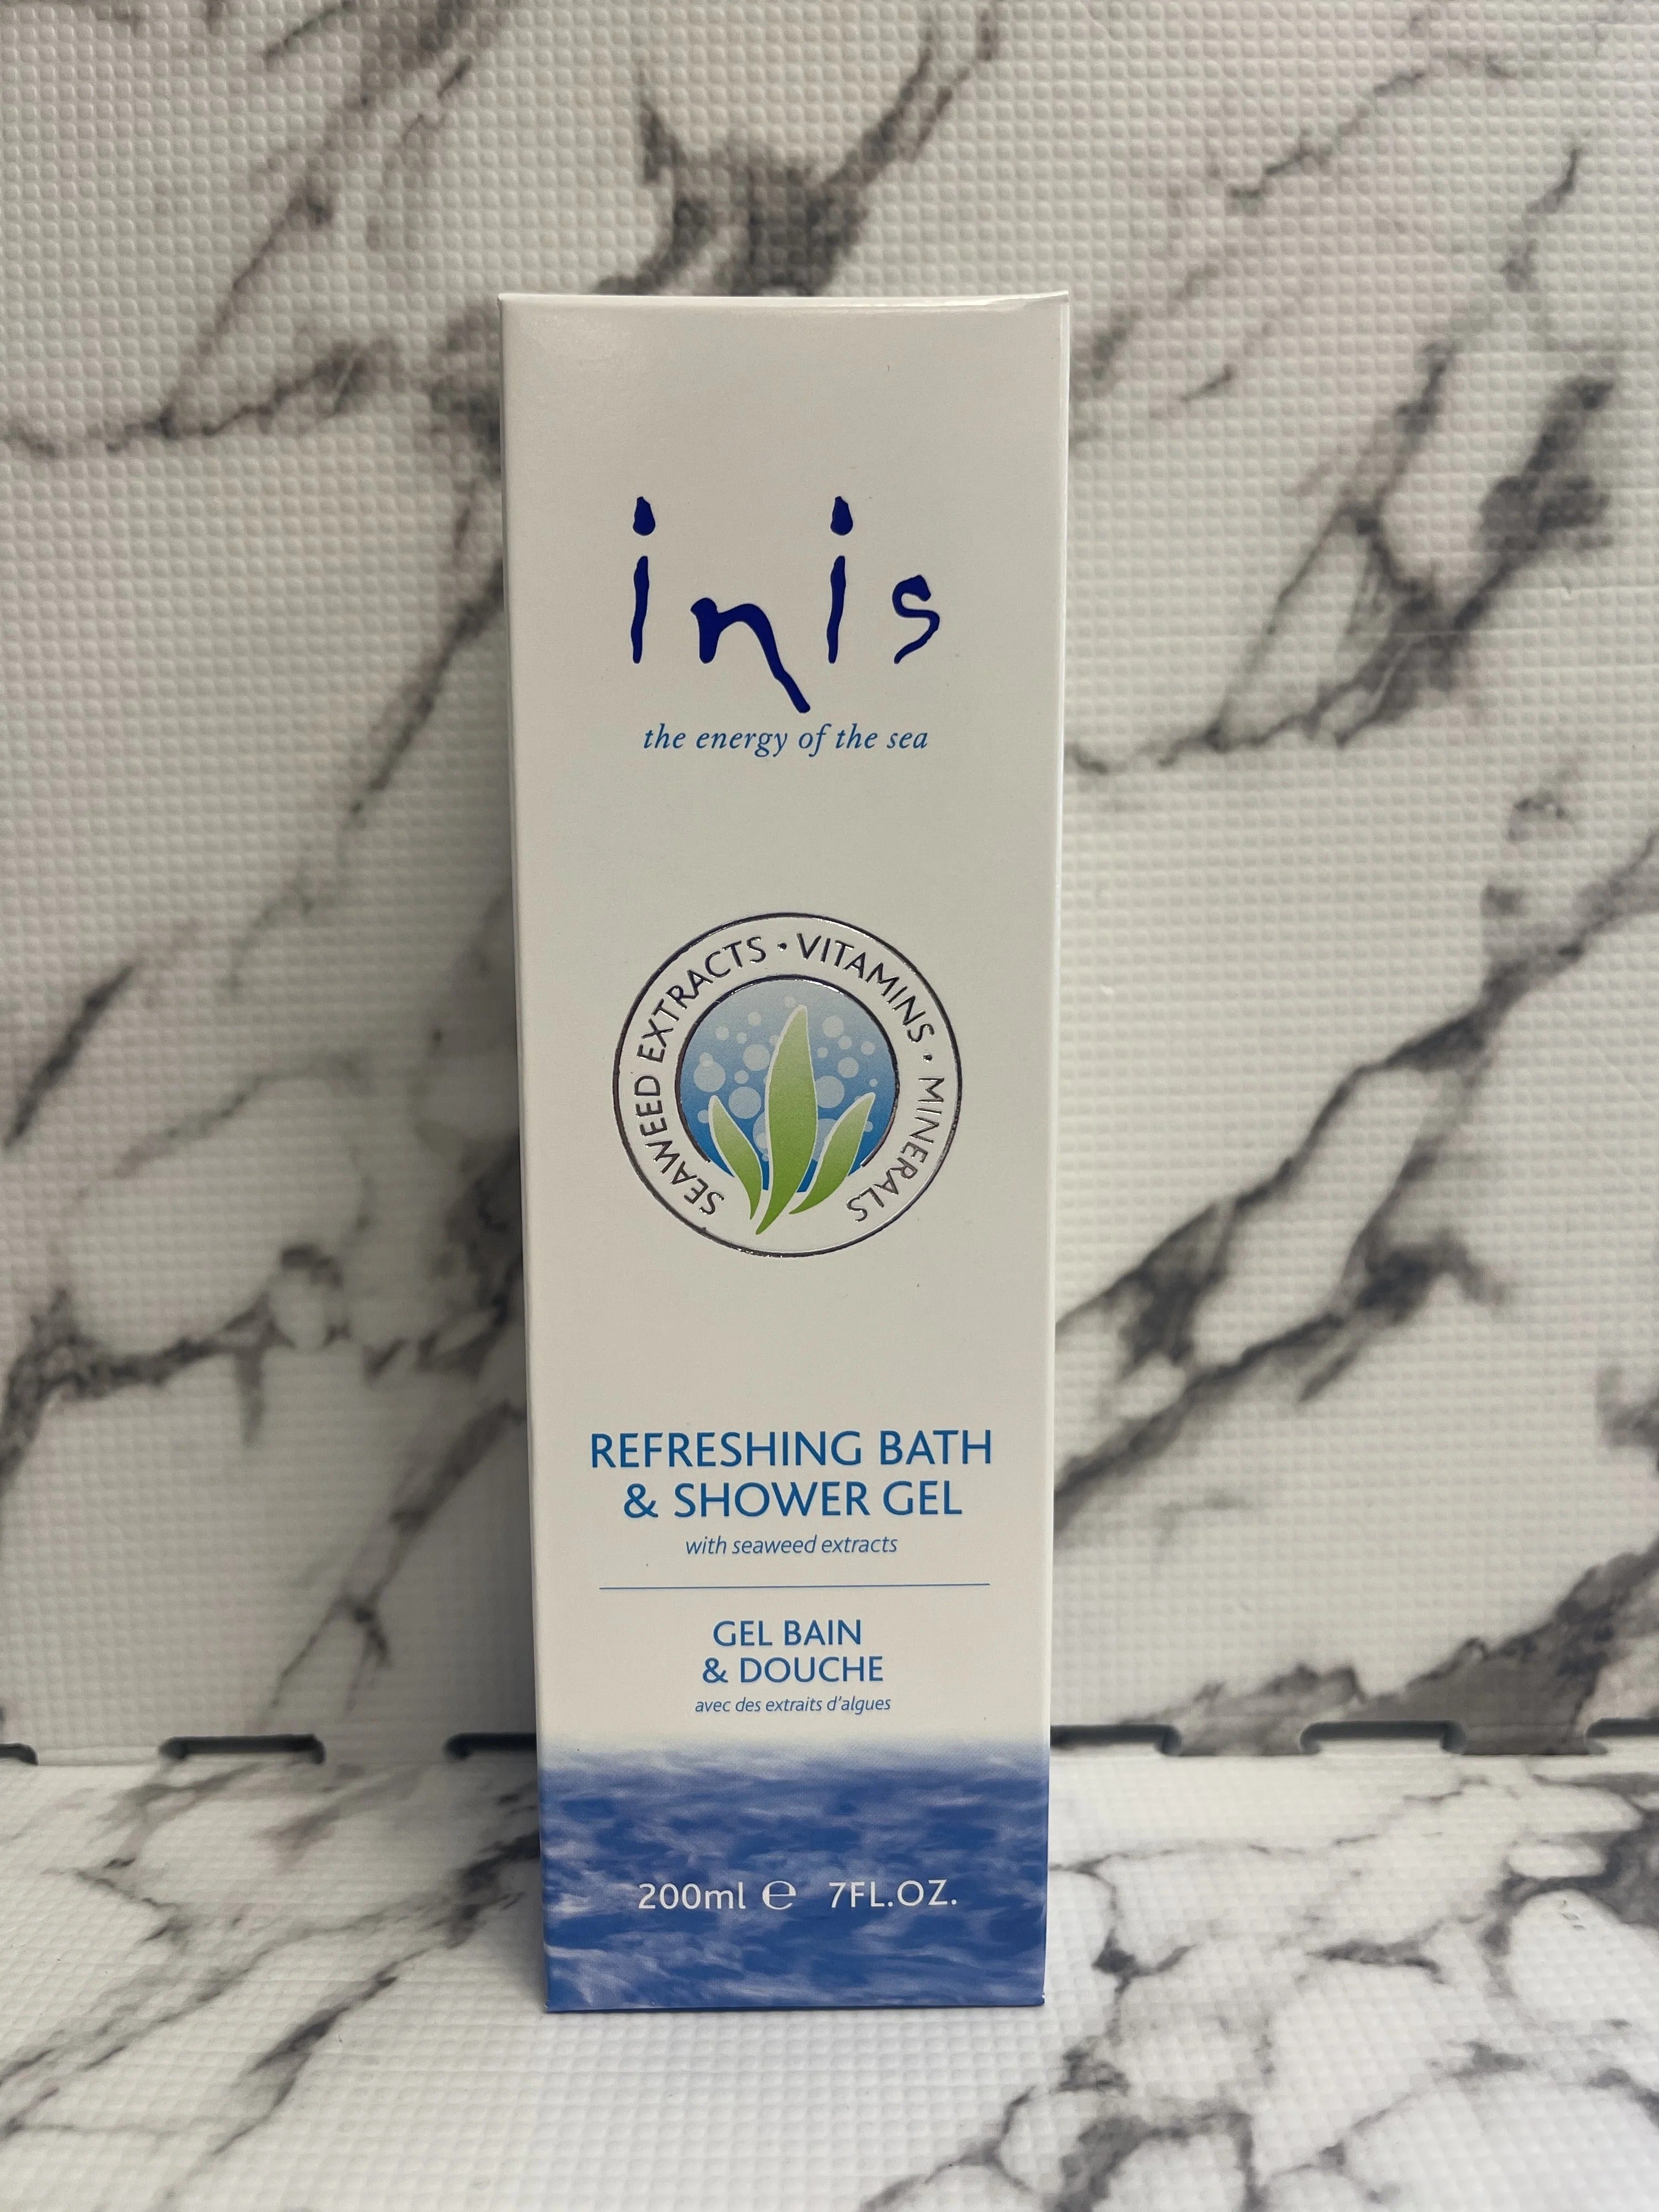 inis
the energy of the sea
SEAWEED EXTRACTS · VITAMINS · MINERALS
REFRESHING BATH
& SHOWER GEL
with seaweed extracts
GEL BAIN
& DOUCHE
avec des extraits d'algues
200ml ℮ 7FL.OZ.